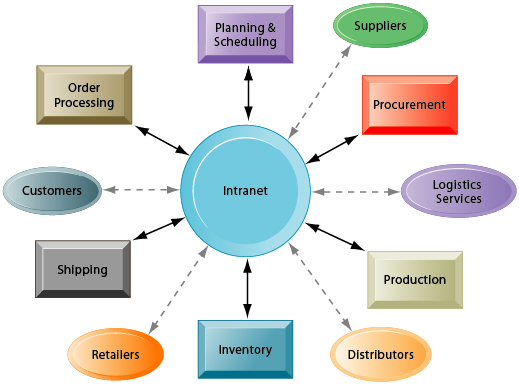 Planning &
Scheduling
Suppliers
Order
Processing
Procurement
Customers
Intranet
Logistics
Services
Shipping
Production
Retailers
Inventory
Distributors